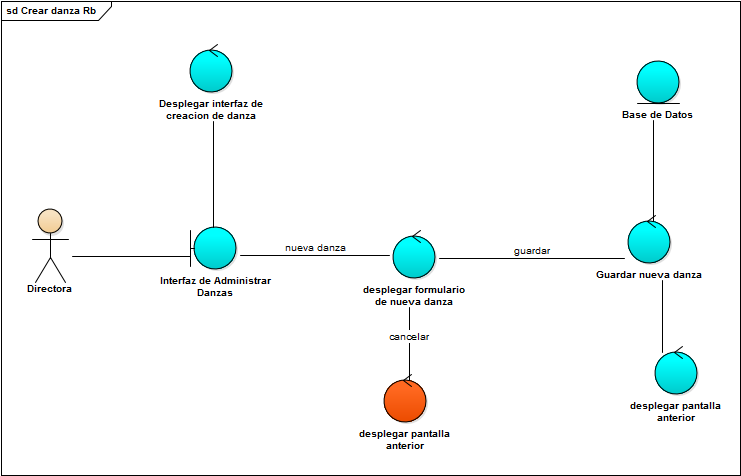 sd Crear danza Rb
Desplegar interfaz de
creacion de danza
Base de Datos
Directora
Interfaz de Administrar
Danzas
nueva danza
desplegar formulario
de nueva danza
guardar
Guardar nueva danza
cancelar
desplegar pantalla
anterior
desplegar pantalla
anterior